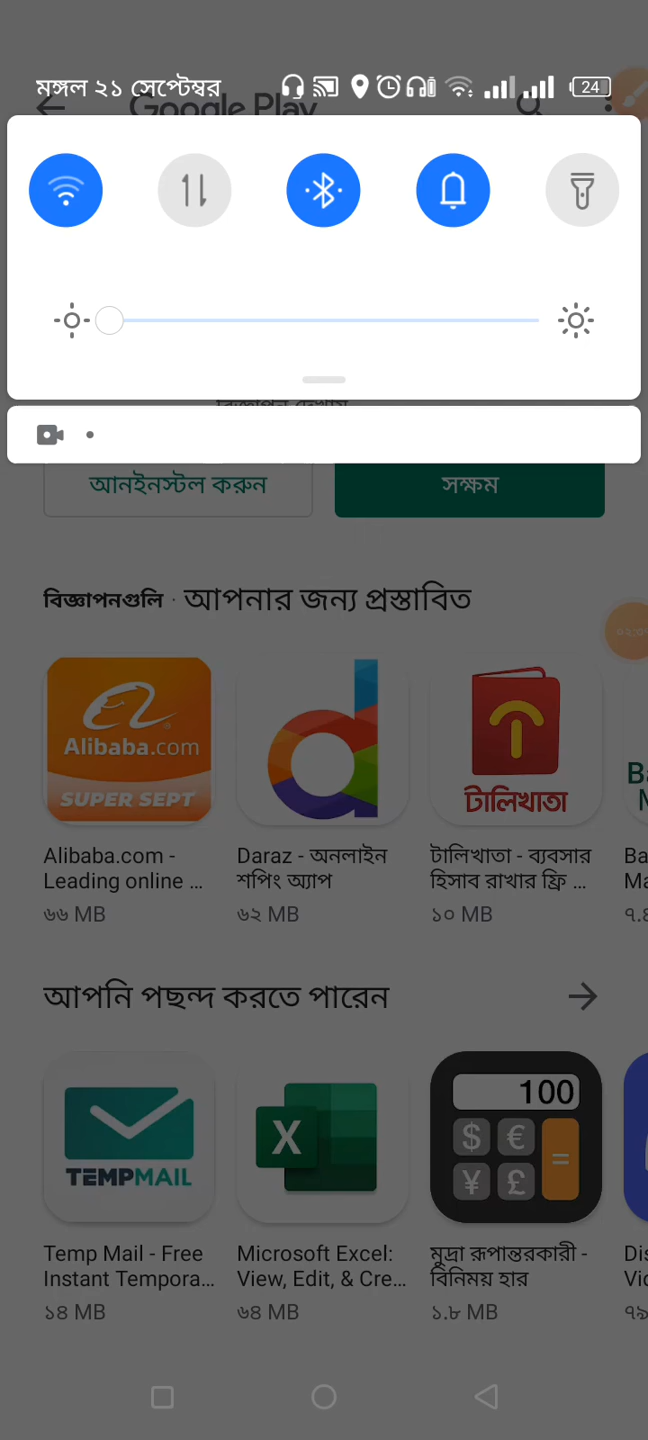 মঙ্গল ২১ সেপ্টেম্বর
24
Google Play
আনইনস্টল করুন
সক্ষম
বিজ্ঞাপনগুলি · আপনার জন্য প্রস্তাবিত
Alibaba.com
SUPER SEPT
টালিখাতা
Alibaba.com -
Leading online ...
৬৬ MB
Daraz - অনলাইন
শপিং অ্যাপ
৬২ MB
টালিখাতা - ব্যবসার
হিসাব রাখার ফ্রি ...
১০ MB
আপনি পছন্দ করতে পারেন
TEMPMAIL
X
100
$ €
=
¥ £
Temp Mail - Free
Instant Tempora...
১৪ MB
Microsoft Excel:
View, Edit, & Cre...
৬৪ MB
মুদ্রা রূপান্তরকারী -
বিনিময় হার
১.৮ MB